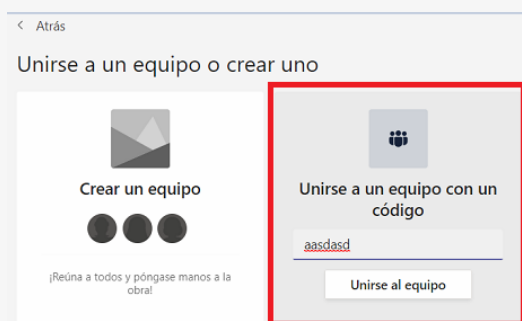 < Atrás
Unirse a un equipo o crear uno
Crear un equipo
¡Reúna a todos y póngase manos a la
obra!
Unirse a un equipo con un
código
aasdasd
Unirse al equipo